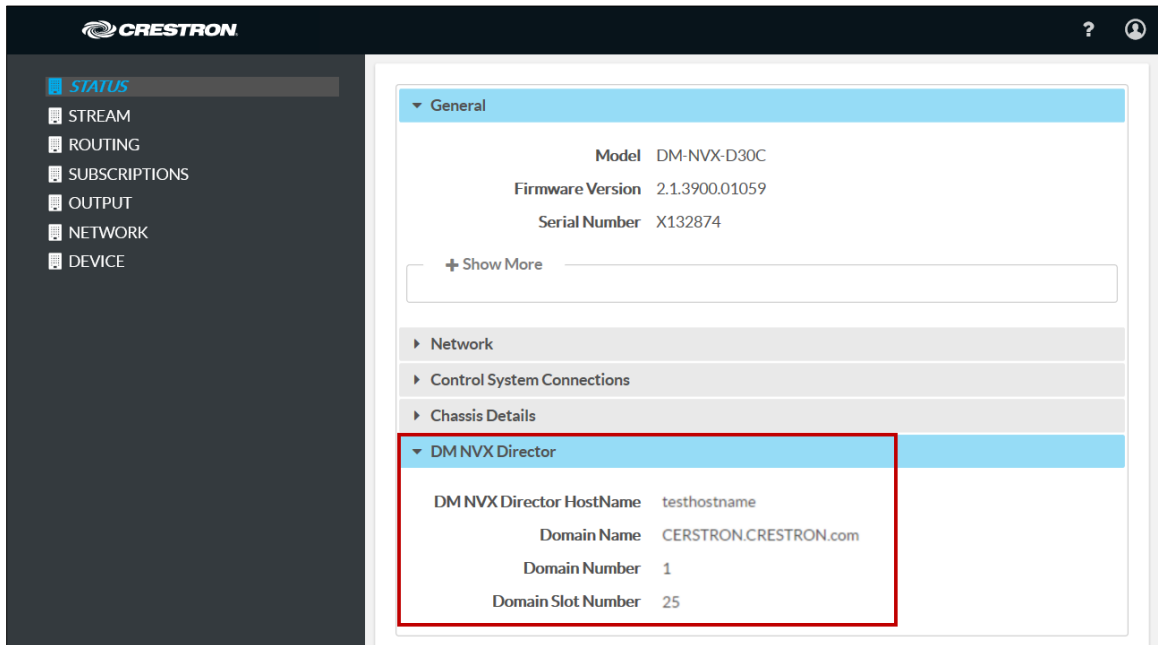 CRESTRON.
?
STATUS
STREAM
ROUTING
SUBSCRIPTIONS
OUTPUT
NETWORK
DEVICE
General
Model DM-NVX-D30C
Firmware Version 2.1.3900.01059
Serial Number X132874
+ Show More
Network
Control System Connections
Chassis Details
DM NVX Director
DM NVX Director HostName testhostname
Domain Name CERSTRON.CRESTRON.com
Domain Number 1
Domain Slot Number 25